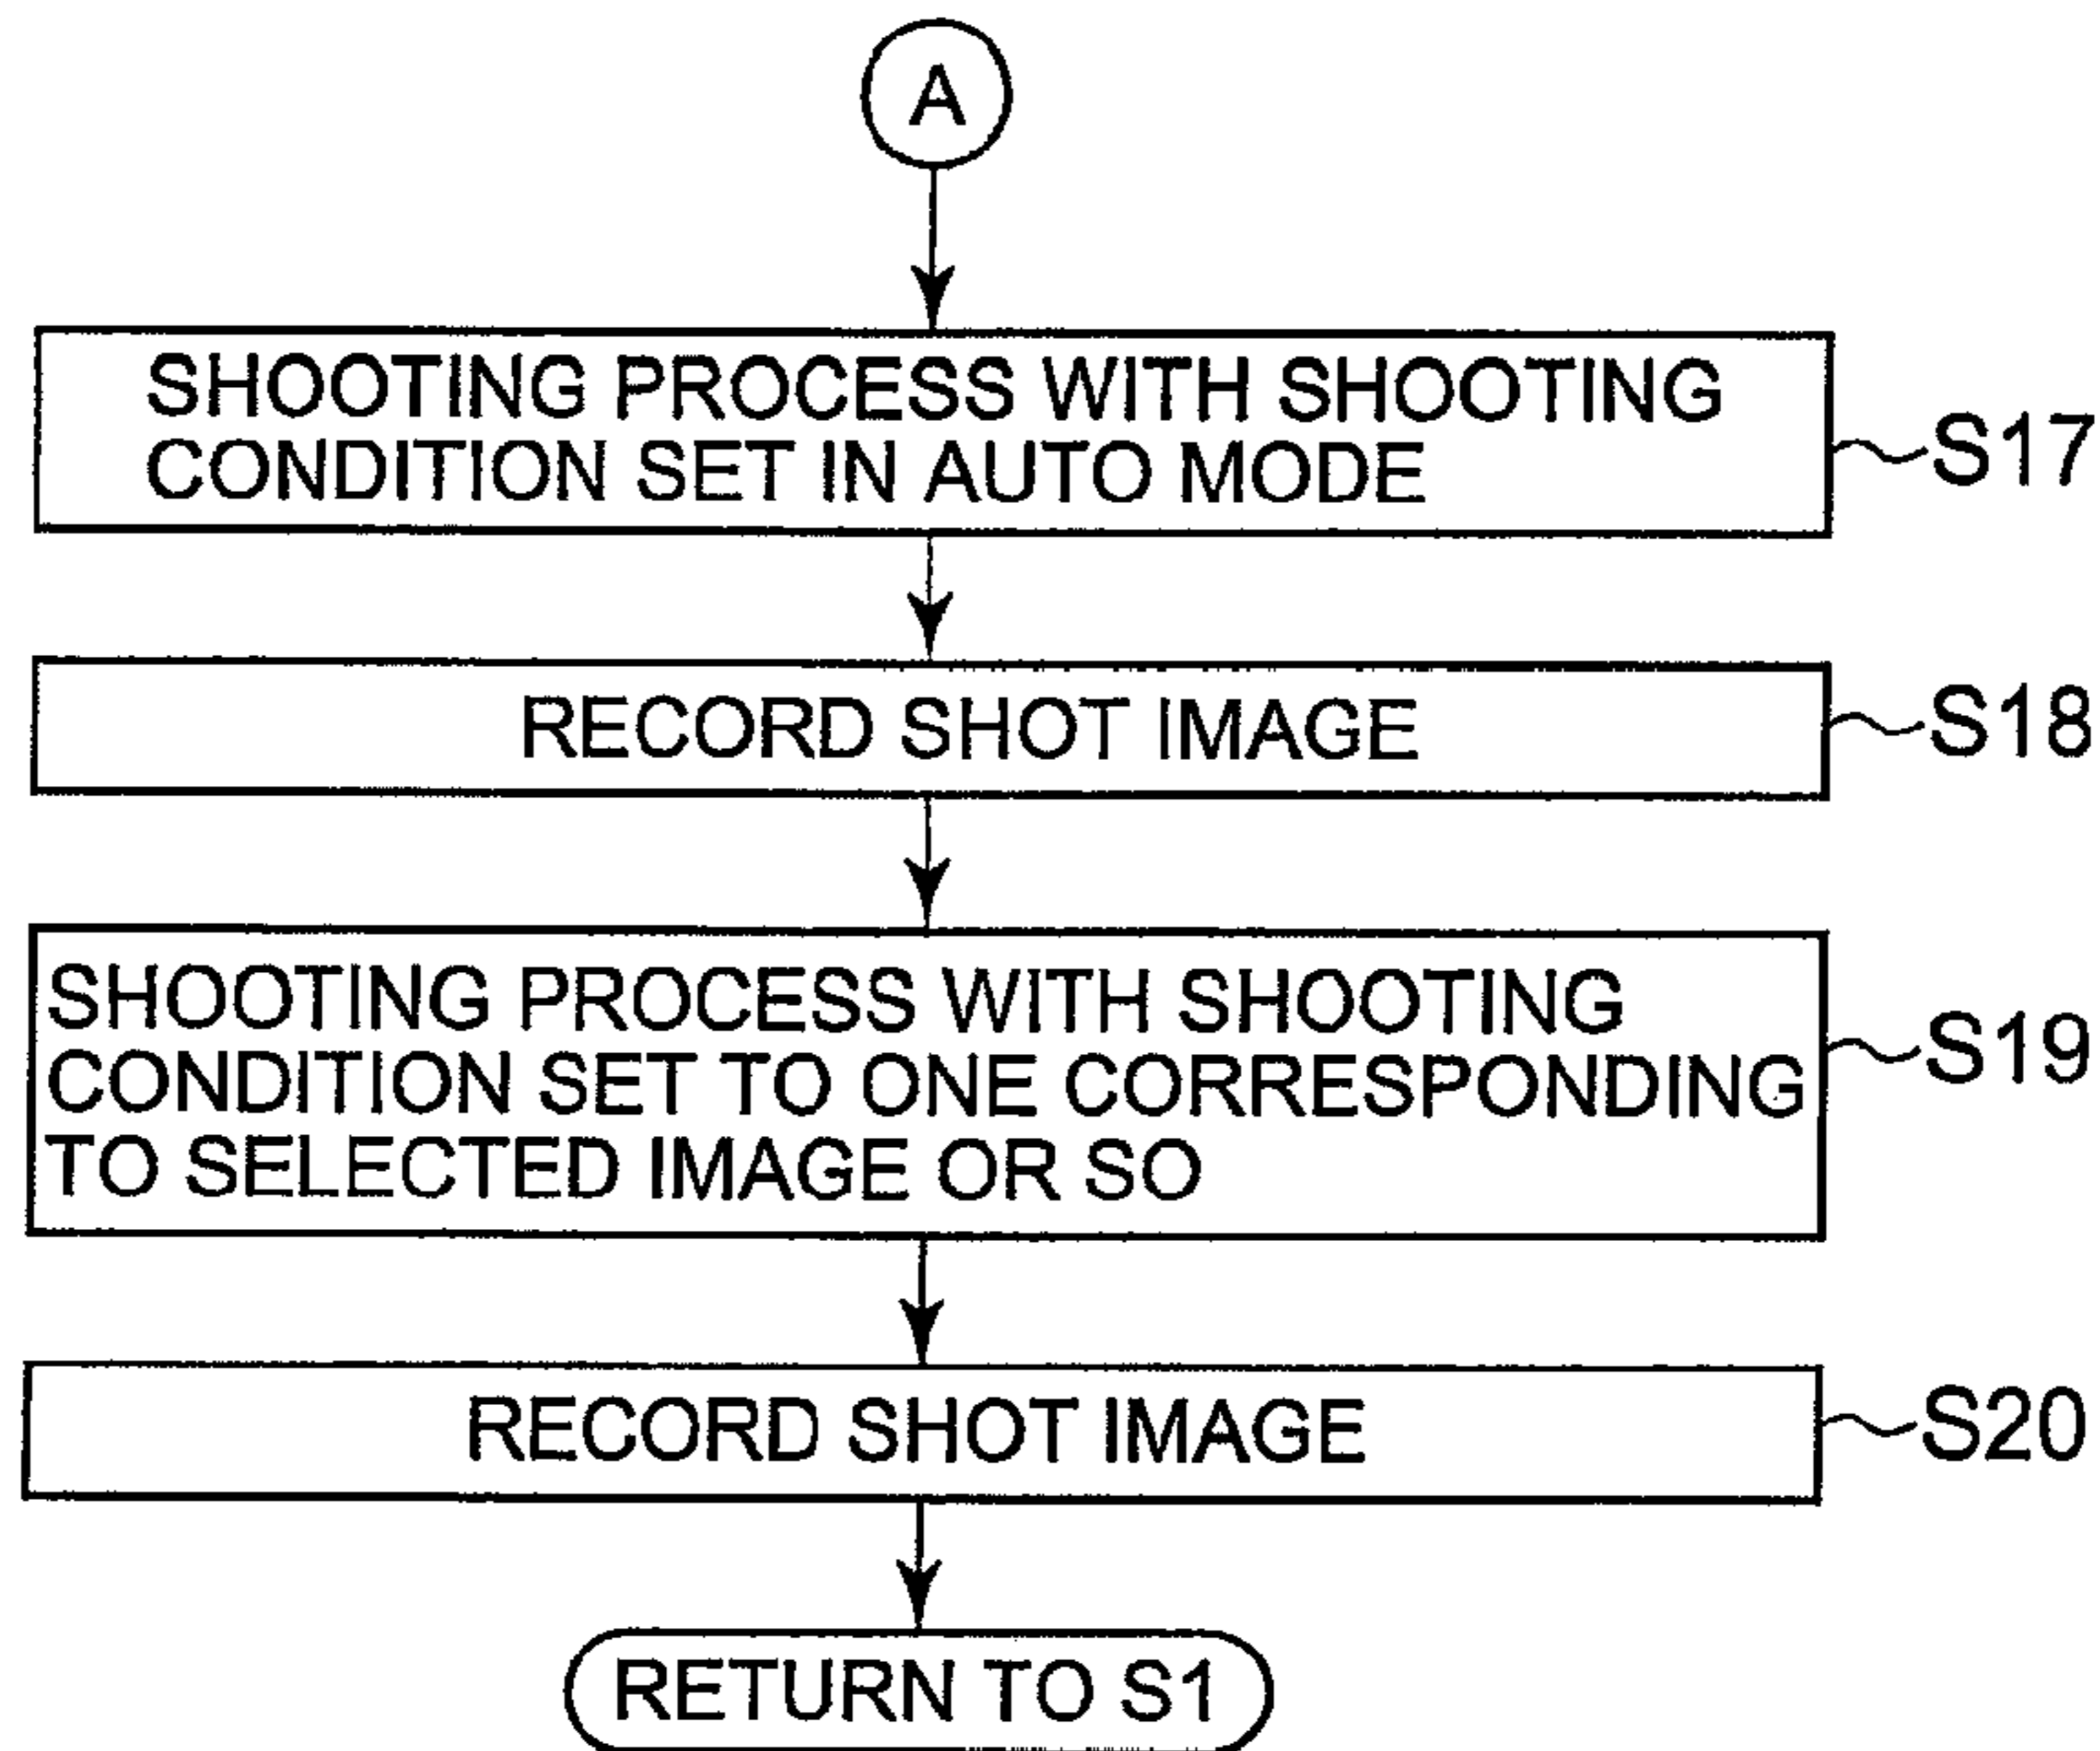 A
SHOOTING PROCESS WITH SHOOTING
CONDITION SET IN AUTO MODE
S17
RECORD SHOT IMAGE
S18
SHOOTING PROCESS WITH SHOOTING
CONDITION SET TO ONE CORRESPONDING
TO SELECTED IMAGE OR SO
S19
RECORD SHOT IMAGE
S20
RETURN TO S1